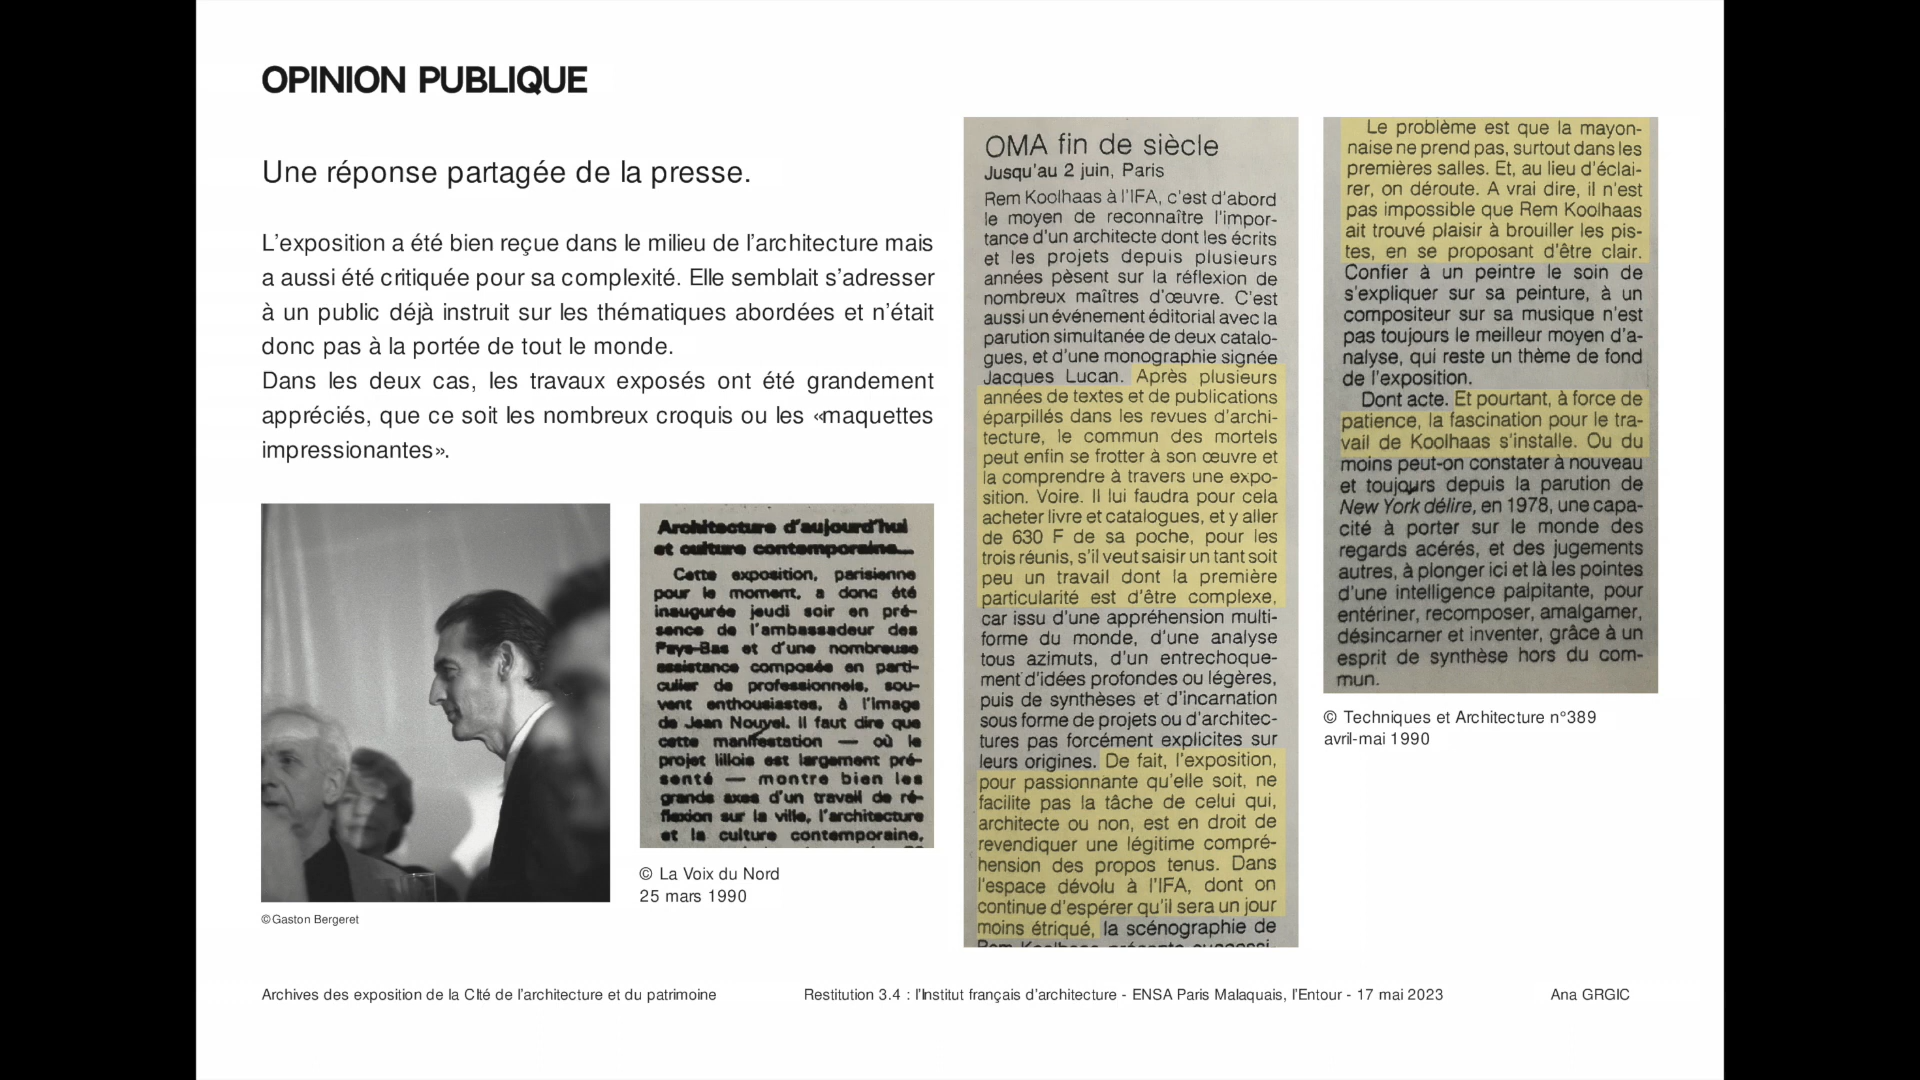 OPINION PUBLIQUE
Une réponse partagée de la presse.
L'exposition a été bien reçue dans le milieu de l'architecture mais
a aussi été critiquée pour sa complexité. Elle semblait s'adresser
à un public déjà instruit sur les thématiques abordées et n'était
donc pas à la portée de tout le monde.
Dans les deux cas, les travaux exposés ont été grandement
appréciés, que ce soit les nombreux croquis ou les «maquettes
impressionantes».
©Gaston Bergeret
Architecture d'aujourd'hui
et culture contemporaine...
Cette exposition, parisienne
pour le moment, a donc été
inaugurée jeudi soir en pré-
sence de l'ambassadeur des
Pays-Bas et d'une nombreuse
assistance composée en parti-
culier de professionnels, sou-
vent enthousiastes, à l'image
de Jean Nouvel. Il faut dire que
cette manifestation — où le
projet lillois est largement pré-
senté — montre bien les
grands axes d'un travail de ré-
flexion sur la ville, l'architecture
et la culture contemporaine,
© La Voix du Nord
25 mars 1990
OMA fin de siècle
Jusqu'au 2 juin, Paris
Rem Koolhaas à l'IFA, c'est d'abord
le moyen de reconnaître l'impor-
tance d'un architecte dont les écrits
et les projets depuis plusieurs
années pèsent sur la réflexion de
nombreux maîtres d'œuvre. C'est
aussi un événement éditorial avec la
parution simultanée de deux catalo-
gues, et d'une monographie signée
Jacques Lucan. Après plusieurs
années de textes et de publications
éparpillés dans les revues d'archi-
tecture, le commun des mortels
peut enfin se frotter à son œuvre et
la comprendre à travers une expo-
sition. Voire. Il lui faudra pour cela
acheter livre et catalogues, et y aller
de 630 F de sa poche, pour les
trois réunis, s'il veut saisir un tant soit
peu un travail dont la première
particularité est d'être complexe,
car issu d'une appréhension multi-
forme du monde, d'une analyse
tous azimuts, d'un entrechoque-
ment d'idées profondes ou légères,
puis de synthèses et d'incarnation
sous forme de projets ou d'architec-
tures pas forcément explicites sur
leurs origines. De fait, l'exposition,
pour passionnante qu'elle soit, ne
facilite pas la tâche de celui qui,
architecte ou non, est en droit de
revendiquer une légitime compré-
hension des propos tenus. Dans
l'espace dévolu à l'IFA, dont on
continue d'espérer qu'il sera un jour
moins étriqué, la scénographie de
Rem Koolhaas présente successi-
Le problème est que la mayon-
naise ne prend pas, surtout dans les
premières salles. Et, au lieu d'éclai-
rer, on déroute. A vrai dire, il n'est
pas impossible que Rem Koolhaas
ait trouvé plaisir à brouiller les pis-
tes, en se proposant d'être clair.
Confier à un peintre le soin de
s'expliquer sur sa peinture, à un
compositeur sur sa musique n'est
pas toujours le meilleur moyen d'a-
nalyse, qui reste un thème de fond
de l'exposition.
Dont acte. Et pourtant, à force de
patience, la fascination pour le tra-
vail de Koolhaas s'installe. Ou du
moins peut-on constater à nouveau
et toujours depuis la parution de
New York délire, en 1978, une capa-
cité à porter sur le monde des
regards acérés, et des jugements
autres, à plonger ici et là les pointes
d'une intelligence palpitante, pour
entériner, recomposer, amalgamer,
désincarner et inventer, grâce à un
esprit de synthèse hors du com-
mun.
© Techniques et Architecture n°389
avril-mai 1990
Archives des exposition de la CIté de l'architecture et du patrimoine
Restitution 3.4 : l'Institut français d'architecture - ENSA Paris Malaquais, l'Entour - 17 mai 2023
Ana GRGIC